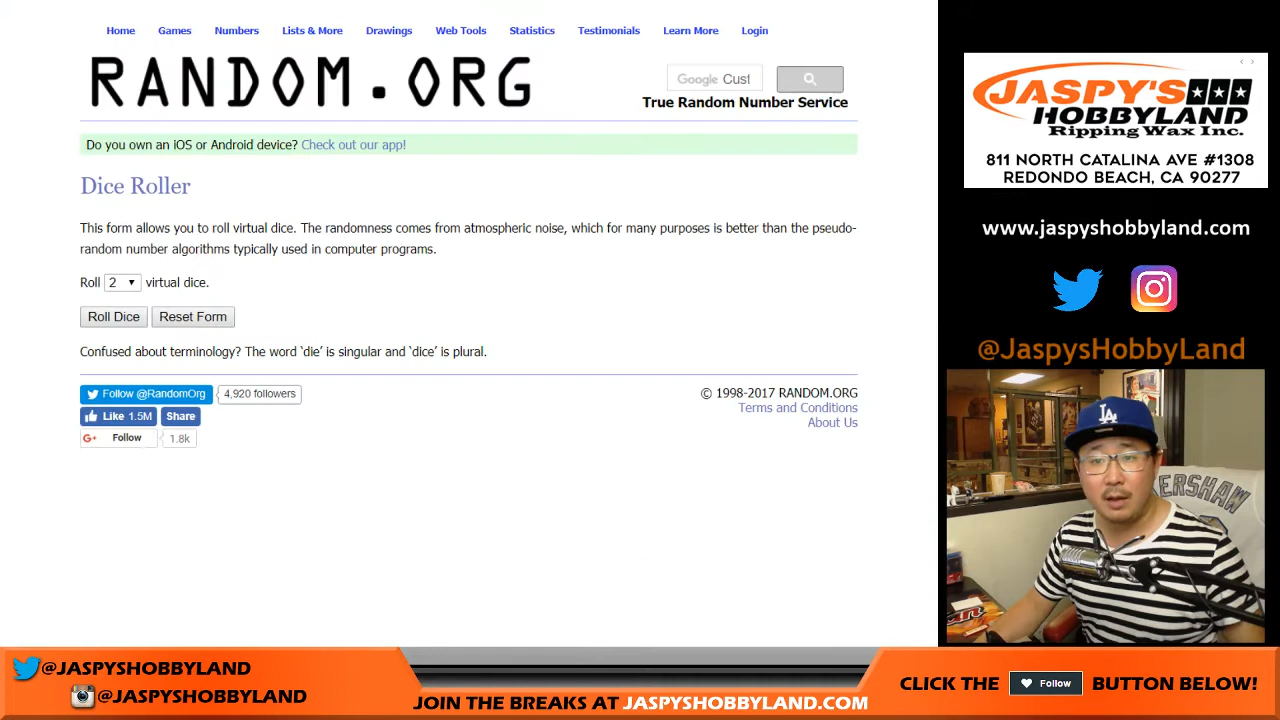 Home Games Numbers Lists & More Drawings Web Tools Statistics Testimonials Learn More Login
RANDOM.ORG
Google Cust
True Random Number Service
Do you own an iOS or Android device? Check out our app!
Dice Roller
This form allows you to roll virtual dice. The randomness comes from atmospheric noise, which for many purposes is better than the pseudo-
random number algorithms typically used in computer programs.
Roll 2 virtual dice.
Roll Dice Reset Form
Confused about terminology? The word ‘die’ is singular and ‘dice’ is plural.
Follow @RandomOrg 4,920 followers
Like 1.5M Share
G+ Follow 1.8k
© 1998-2017 RANDOM.ORG
Terms and Conditions
About Us
JASPY'S
HOBBYLAND
Ripping Wax Inc.
811 NORTH CATALINA AVE #1308
REDONDO BEACH, CA 90277
www.jaspyshobbyland.com
@JaspysHobbyLand
LA
ERSHAW
@JASPYSHOBBYLAND
@JASPYSHOBBYLAND
JOIN THE BREAKS AT JASPYSHOBBYLAND.COM
CLICK THE Follow BUTTON BELOW!